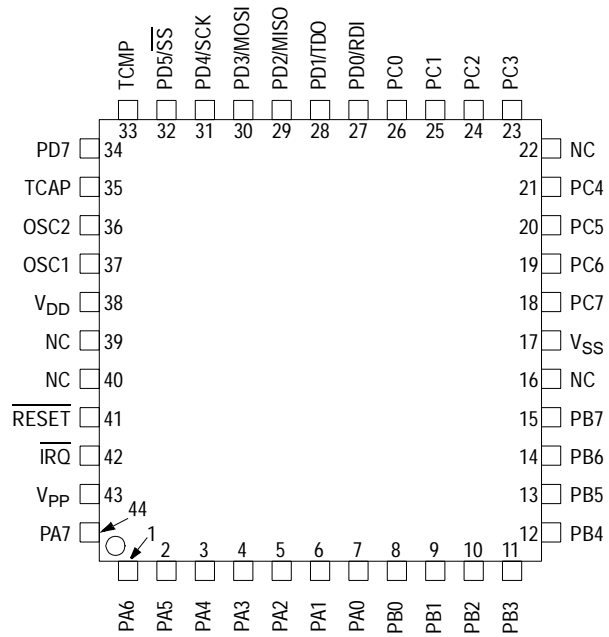 TCMP PD5/SS PD4/SCK PD3/MOSI PD2/MISO PD1/TDO PD0/RDI PC0 PC1 PC2 PC3
33 32 31 30 29 28 27 26 25 24 23
PD7 34 22 NC
TCAP 35 21 PC4
OSC2 36 20 PC5
OSC1 37 19 PC6
VDD 38 18 PC7
NC 39 17 VSS
NC 40 16 NC
RESET 41 15 PB7
IRQ 42 14 PB6
VPP 43 13 PB5
PA7 44 12 PB4
1 2 3 4 5 6 7 8 9 10 11
PA6 PA5 PA4 PA3 PA2 PA1 PA0 PB0 PB1 PB2 PB3